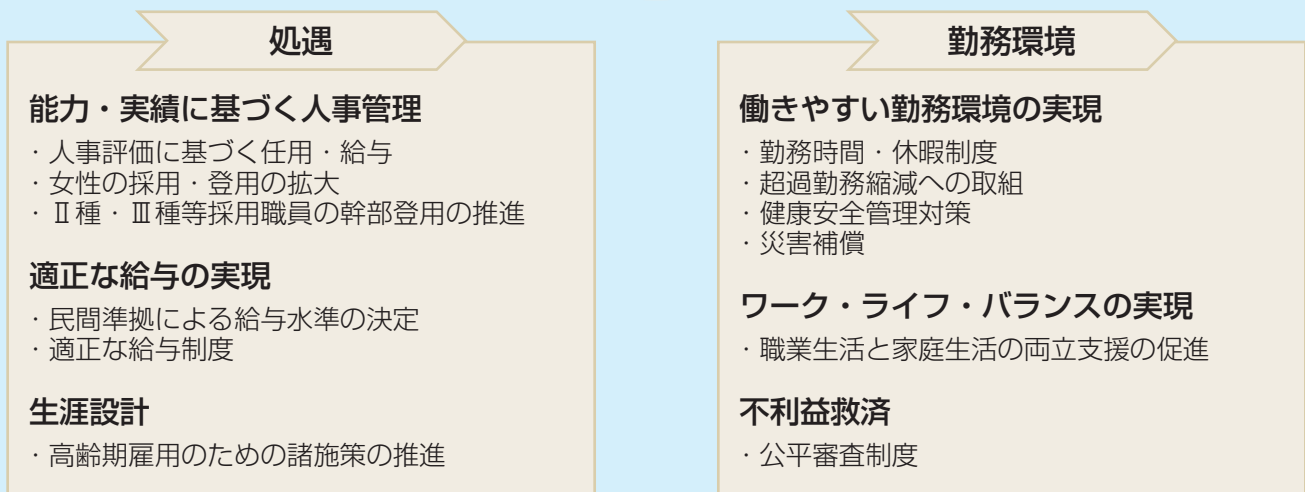 処遇
能力・実績に基づく人事管理
・人事評価に基づく任用・給与
・女性の採用・登用の拡大
・Ⅱ種・Ⅲ種等採用職員の幹部登用の推進
適正な給与の実現
・民間準拠による給与水準の決定
・適正な給与制度
生涯設計
・高齢期雇用のための諸施策の推進
勤務環境
働きやすい勤務環境の実現
・勤務時間・休暇制度
・超過勤務縮減への取組
・健康安全管理対策
・災害補償
ワーク・ライフ・バランスの実現
・職業生活と家庭生活の両立支援の促進
不利益救済
・公平審査制度